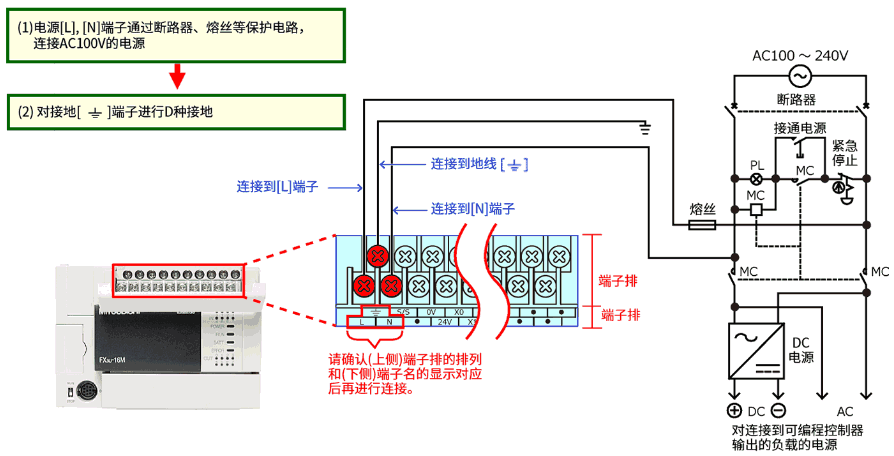 (1)电源[L], [N]端子通过断路器、熔丝等保护电路，
连接AC100V的电源
(2) 对接地[ ⏚ ]端子进行D种接地
AC100 ～ 240V
断路器
接通电源
紧急
停止
PL
MC
MC
熔丝
连接到地线 [ ⏚ ]
连接到[L]端子
连接到[N]端子
端子排
端子排
S/S
0V
X0
L
N
24V
MC
MC
MITSUBISHI
POWER
RUN
BATT
ERROR
OUT
FX3U-16M
请确认(上侧)端子排的排列
和(下侧)端子名的显示对应
后再进行连接。
DC
电源
DC
AC
对连接到可编程控制器
输出的负载的电源